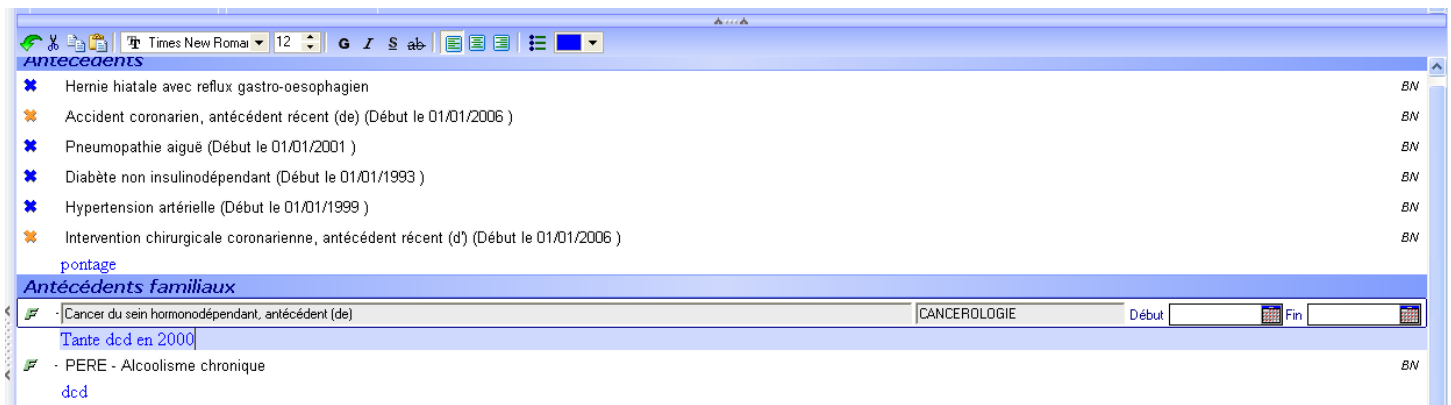 Times New Romai 12 G I S ab
Antécédents
Hernie hiatale avec reflux gastro-oesophagien BN
Accident coronarien, antécédent récent (de) (Début le 01/01/2006 ) BN
Pneumopathie aiguë (Début le 01/01/2001 ) BN
Diabète non insulinodépendant (Début le 01/01/1993 ) BN
Hypertension artérielle (Début le 01/01/1999 ) BN
Intervention chirurgicale coronarienne, antécédent récent (d') (Début le 01/01/2006 ) BN
pontage
Antécédents familiaux
F - Cancer du sein hormonodépendant, antécédent (de) CANCEROLOGIE Début Fin
Tante dcd en 2000
F - PERE - Alcoolisme chronique BN
dcd